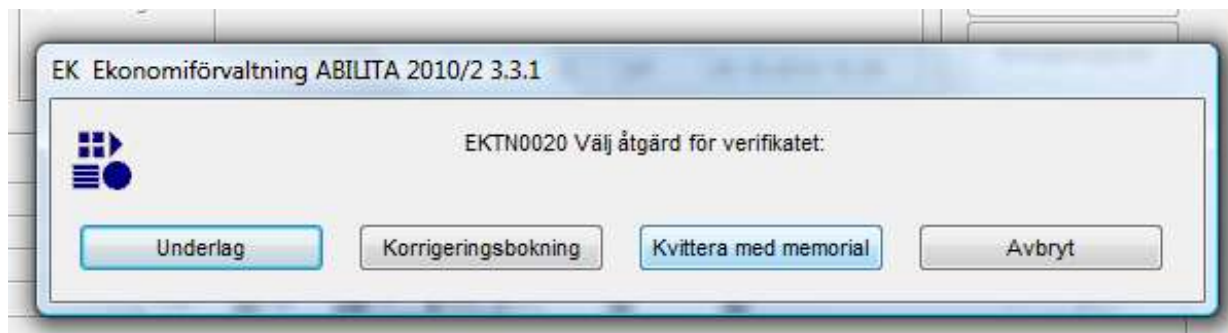 EK Ekonomiförvaltning ABILITA 2010/2 3.3.1
EKTN0020 Välj åtgärd för verifikatet:
Underlag Korrigeringsbokning Kvittera med memorial Avbryt